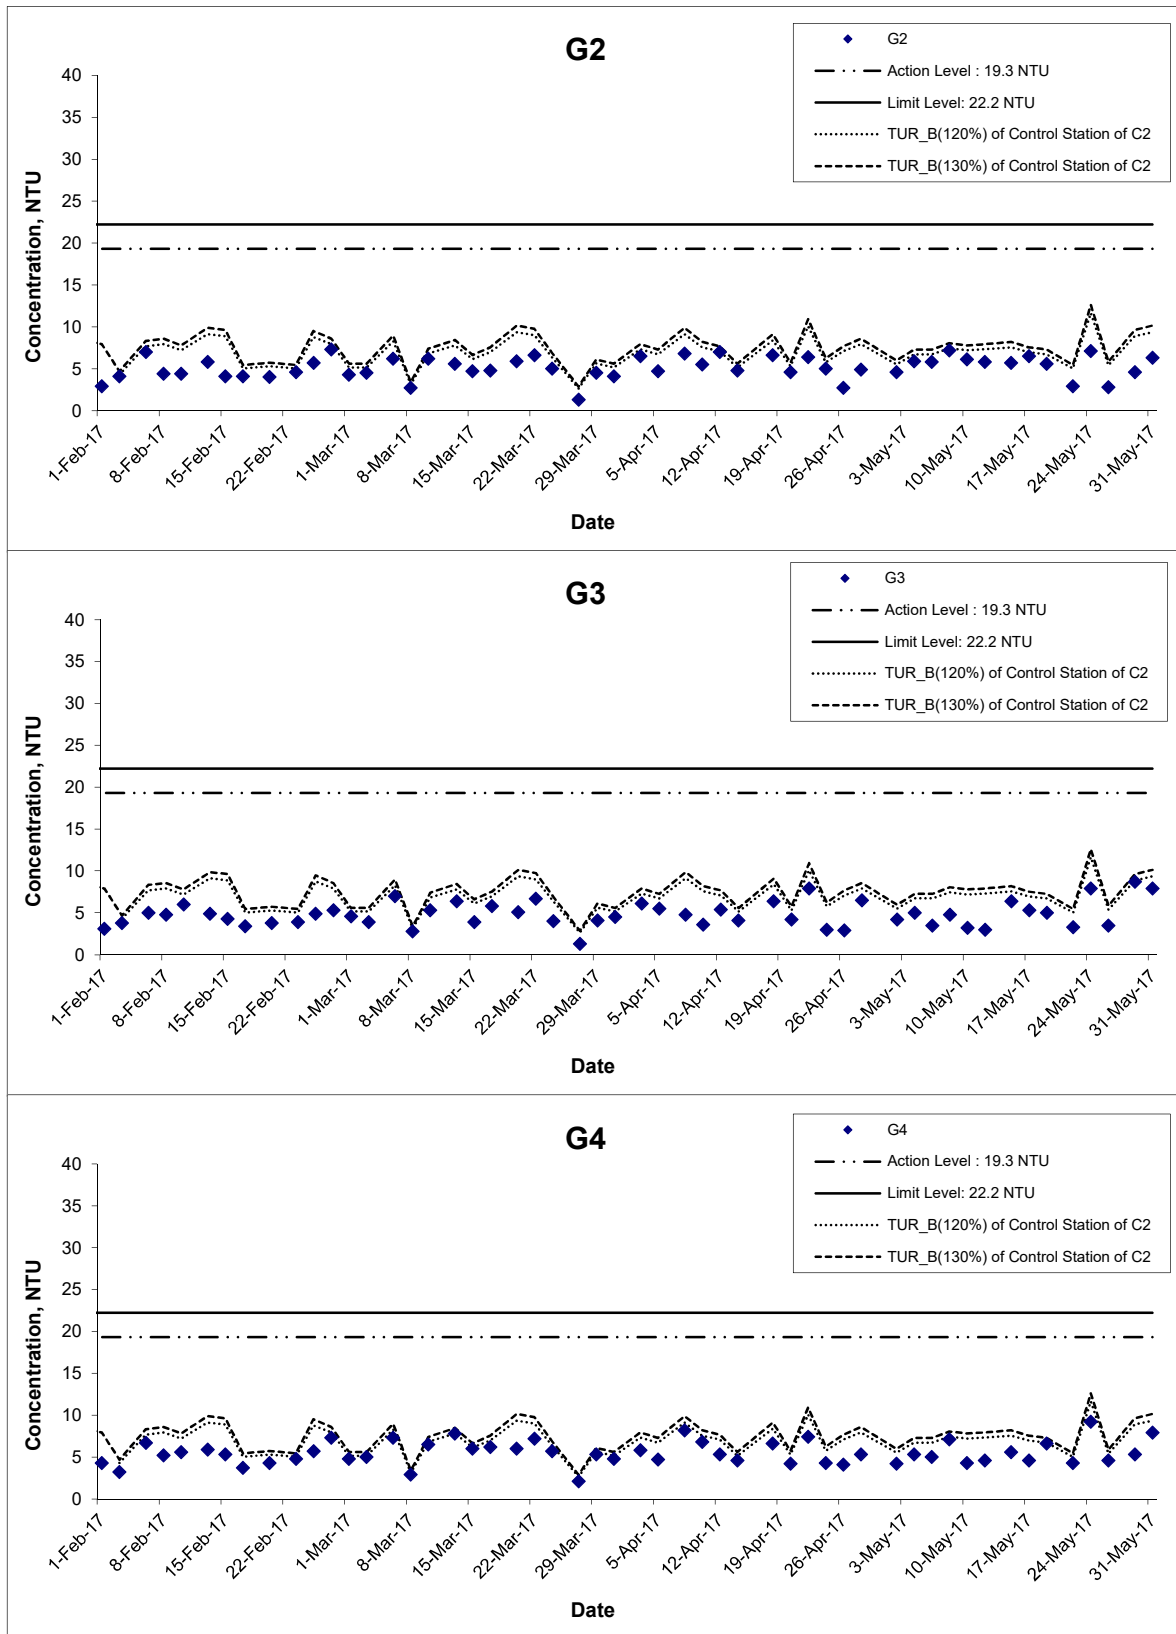 G2
G2
Action Level : 19.3 NTU
Limit Level: 22.2 NTU
TUR_B(120%) of Control Station of C2
TUR_B(130%) of Control Station of C2
Concentration, NTU
40
35
30
25
20
15
10
5
0
1-Feb-17
8-Feb-17
15-Feb-17
22-Feb-17
1-Mar-17
8-Mar-17
15-Mar-17
22-Mar-17
29-Mar-17
5-Apr-17
12-Apr-17
19-Apr-17
26-Apr-17
3-May-17
10-May-17
17-May-17
24-May-17
31-May-17
Date
G3
G3
Action Level : 19.3 NTU
Limit Level: 22.2 NTU
TUR_B(120%) of Control Station of C2
TUR_B(130%) of Control Station of C2
Concentration, NTU
40
35
30
25
20
15
10
5
0
1-Feb-17
8-Feb-17
15-Feb-17
22-Feb-17
1-Mar-17
8-Mar-17
15-Mar-17
22-Mar-17
29-Mar-17
5-Apr-17
12-Apr-17
19-Apr-17
26-Apr-17
3-May-17
10-May-17
17-May-17
24-May-17
31-May-17
Date
G4
G4
Action Level : 19.3 NTU
Limit Level: 22.2 NTU
TUR_B(120%) of Control Station of C2
TUR_B(130%) of Control Station of C2
Concentration, NTU
40
35
30
25
20
15
10
5
0
1-Feb-17
8-Feb-17
15-Feb-17
22-Feb-17
1-Mar-17
8-Mar-17
15-Mar-17
22-Mar-17
29-Mar-17
5-Apr-17
12-Apr-17
19-Apr-17
26-Apr-17
3-May-17
10-May-17
17-May-17
24-May-17
31-May-17
Date